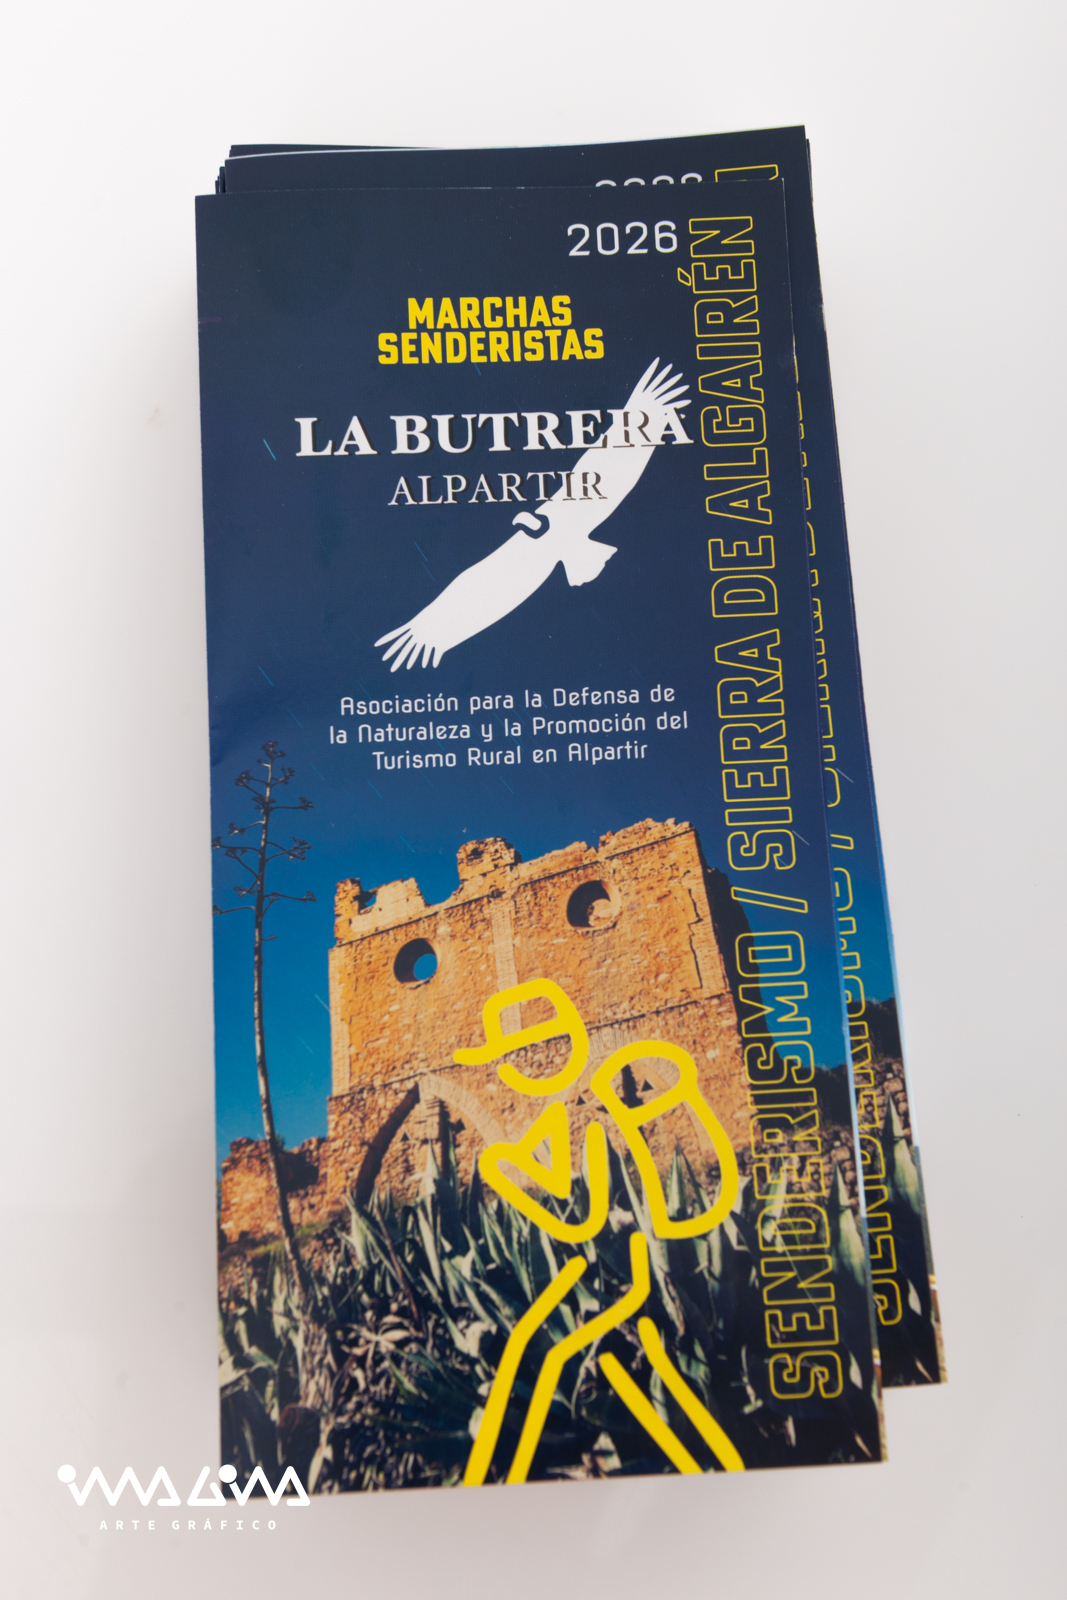 2026
MARCHAS
SENDERISTAS
LA BUTRERA
ALPARTIR
Asociación para la Defensa de
la Naturaleza y la Promoción del
Turismo Rural en Alpartir
SENDERISMO / SIERRA DE ALGAIRÉN
imagina
ARTE GRÁFICO